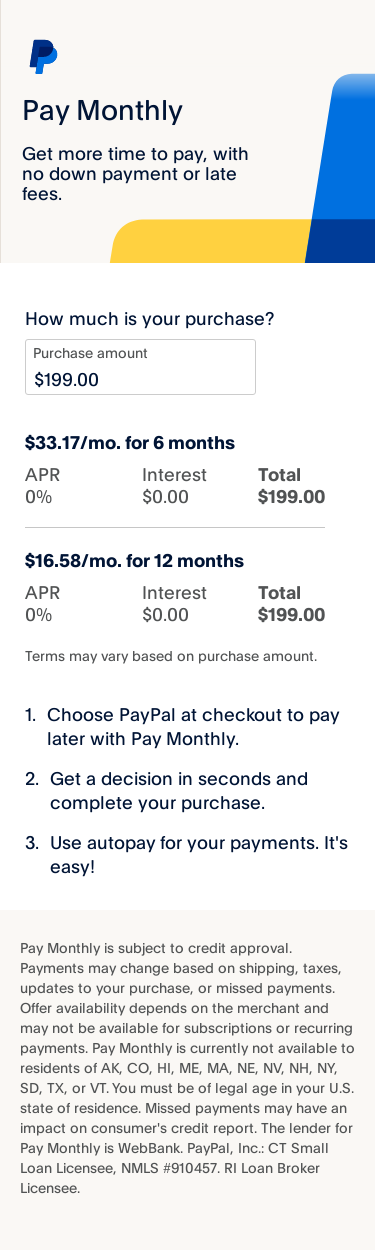 Pay Monthly
Get more time to pay, with
no down payment or late
fees.
How much is your purchase?
Purchase amount
$199.00
$33.17/mo. for 6 months
APR Interest Total
0% $0.00 $199.00
$16.58/mo. for 12 months
APR Interest Total
0% $0.00 $199.00
Terms may vary based on purchase amount.
1. Choose PayPal at checkout to pay
later with Pay Monthly.
2. Get a decision in seconds and
complete your purchase.
3. Use autopay for your payments. It's
easy!
Pay Monthly is subject to credit approval.
Payments may change based on shipping, taxes,
updates to your purchase, or missed payments.
Offer availability depends on the merchant and
may not be available for subscriptions or recurring
payments. Pay Monthly is currently not available to
residents of AK, CO, HI, ME, MA, NE, NV, NH, NY,
SD, TX, or VT. You must be of legal age in your U.S.
state of residence. Missed payments may have an
impact on consumer's credit report. The lender for
Pay Monthly is WebBank. PayPal, Inc.: CT Small
Loan Licensee, NMLS #910457. RI Loan Broker
Licensee.